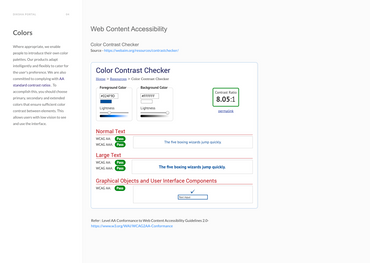 Colors
Where appropriate, we enable
people to introduce their own color
palettes. Our products adapt
intelligently and flexibly to cater for
the user's preference. We are also
committed to complying with AA
standard contrast ratios. To
accomplish this, you should choose
primary, secondary, and extended
colors that ensure sufficient color
contrast between elements. This
allows users with low vision to see
and use the interface.
Web Content Accessibility
Color Contrast Checker
Source - https://webaim.org/resources/contrastchecker/
Color Contrast Checker
Home > Resources > Color Contrast Checker
Foreground Color
Background Color
#FFFFFF
Lightness
Lightness
Contrast Ratio
8.05:1
permalink
Normal Text
WCAG AA: Pass
WCAG AAA: Pass
The five boxing wizards jump quickly.
Large Text
WCAG AA: Pass
WCAG AAA: Pass
The five boxing wizards jump quickly.
Graphical Objects and User Interface Components
WCAG AA: Pass
✓
Text Input
Refer - Level AA Conformance to Web Content Accessibility Guidelines 2.0-
https://www.w3.org/WAI/WCAG2AA-Conformance